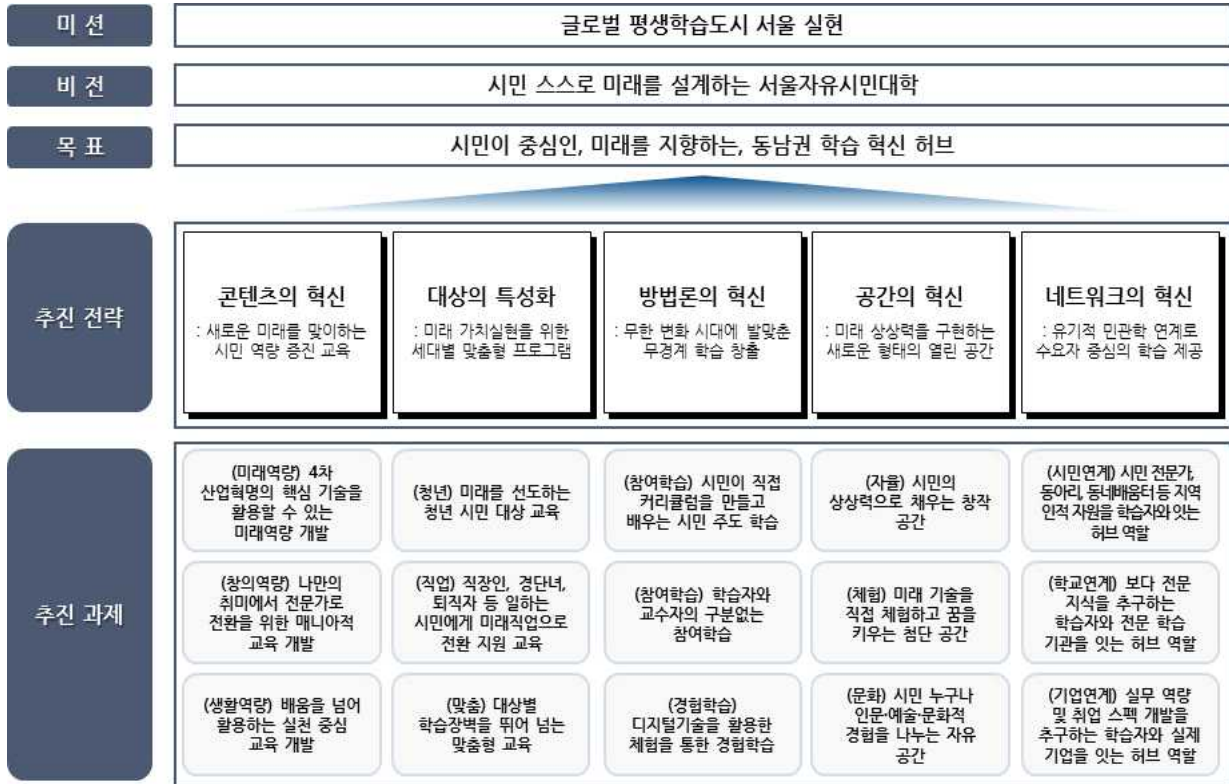 미 션
글로벌 평생학습도시 서울 실현
비 전
시민 스스로 미래를 설계하는 서울자유시민대학
목 표
시민이 중심인, 미래를 지향하는, 동남권 학습 혁신 허브
추진 전략
콘텐츠의 혁신
: 새로운 미래를 맞이하는
시민 역량 증진 교육
대상의 특성화
: 미래 가치실현을 위한
세대별 맞춤형 프로그램
방법론의 혁신
: 무한 변화 시대에 발맞춘
무경계 학습 창출
공간의 혁신
: 미래 상상력을 구현하는
새로운 형태의 열린 공간
네트워크의 혁신
: 유기적 민관학 연계로
수요자 중심의 학습 제공
추진 과제
(미래역량) 4차
산업혁명의 핵심 기술을
활용할 수 있는
미래역량 개발
(청년) 미래를 선도하는
청년 시민 대상 교육
(참여학습) 시민이 직접
커리큘럼을 만들고
배우는 시민 주도 학습
(자율) 시민의
상상력으로 채우는 창작
공간
(시민연계) 시민 전문가,
동아리, 동네배움터 등 지역
인적 자원을 학습자와 잇는
허브 역할
(창의역량) 나만의
취미에서 전문가로
전환을 위한 매니아적
교육 개발
(직업) 직장인, 경단녀,
퇴직자 등 일하는
시민에게 미래직업으로
전환 지원 교육
(참여학습) 학습자와
교수자의 구분없는
참여학습
(체험) 미래 기술을
직접 체험하고 꿈을
키우는 첨단 공간
(학교연계) 보다 전문
지식을 추구하는
학습자와 전문 학습
기관을 잇는 허브 역할
(생활역량) 배움을 넘어
활용하는 실천 중심
교육 개발
(맞춤) 대상별
학습장벽을 뛰어 넘는
맞춤형 교육
(경험학습)
디지털기술을 활용한
체험을 통한 경험학습
(문화) 시민 누구나
인문·예술·문화적
경험을 나누는 자유
공간
(기업연계) 실무 역량
및 취업 스펙 개발을
추구하는 학습자와 실제
기업을 잇는 허브 역할